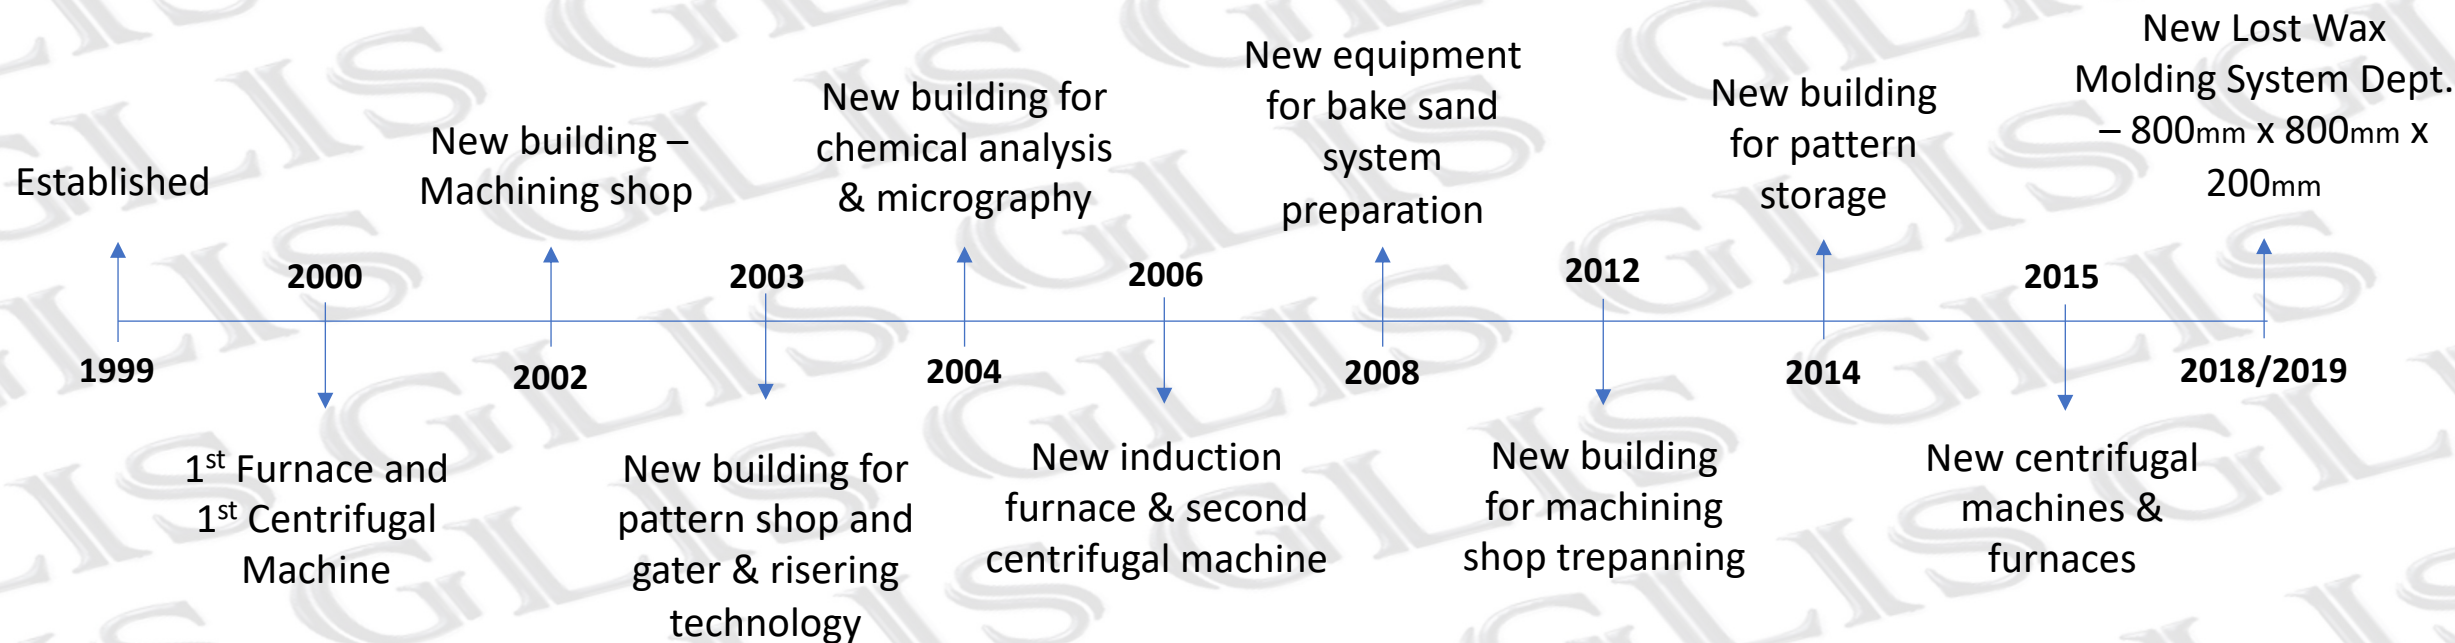 Established
1999
2000
1st Furnace and
1st Centrifugal
Machine
New building –
Machining shop
2002
2003
New building for
pattern shop and
gater & risering
technology
New building for
chemical analysis
& micrography
2004
2006
New induction
furnace & second
centrifugal machine
New equipment
for bake sand
system
preparation
2008
2012
New building
for machining
shop trepanning
New building
for pattern
storage
2014
2015
New centrifugal
machines &
furnaces
New Lost Wax
Molding System Dept.
– 800mm x 800mm x
200mm
2018/2019
GLIS